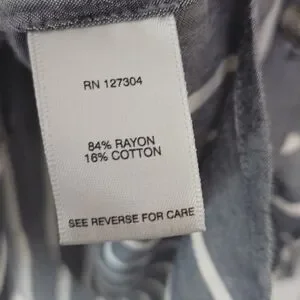 RN 127304
84% RAYON
16% COTTON
SEE REVERSE FOR CARE